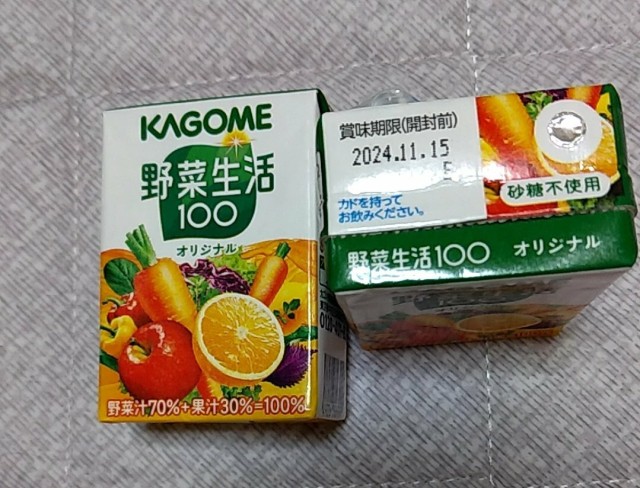 KAGOME
野菜生活
100
オリジナル
野菜汁70%+果汁30%=100%
賞味期限(開封前)
2024.11.15
カドを持って
お飲みください。
砂糖不使用
野菜生活100 オリジナル